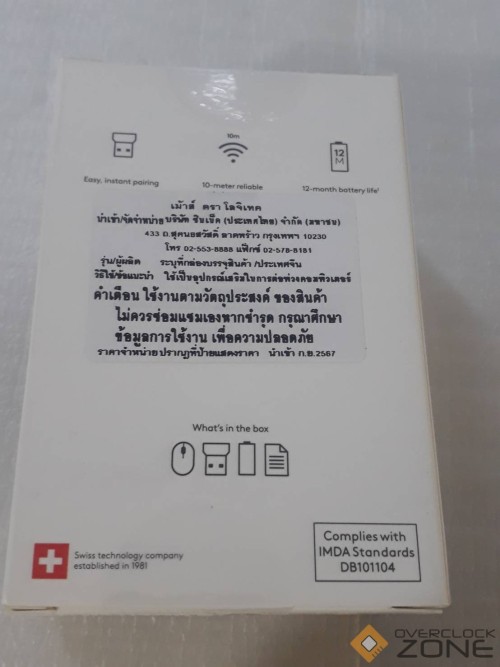 10m
12
M
Easy, instant pairing
10-meter reliable
12-month battery life¹
เม้าส์ ตรา โลจิเทค
นำเข้า/จัดจำหน่าย บริษัท ซินเน็ค (ประเทศไทย) จำกัด (มหาชน)
433 ถ.สุคนธสวัสดิ์ ลาดพร้าว กรุงเทพฯ 10230
โทร 02-553-8888 แฟ็กซ์ 02-578-8181
รุ่น/ผู้ผลิต ระบุที่กล่องบรรจุสินค้า /ประเทศจีน
วิธีใช้/ข้อแนะนำ ใช้เป็นอุปกรณ์เสริมในการต่อพ่วงคอมพิวเตอร์
คำเตือน ใช้งานตามวัตถุประสงค์ ของสินค้า
ไม่ควรซ่อมแซมเองหากชำรุด กรุณาศึกษา
ข้อมูลการใช้งาน เพื่อความปลอดภัย
ราคาจำหน่าย ปรากฏที่ป้ายแสดงราคา นำเข้า ก.ย.2567
What's in the box
Swiss technology company
established in 1981
Complies with
IMDA Standards
DB101104
OVERCLOCK
ZONE